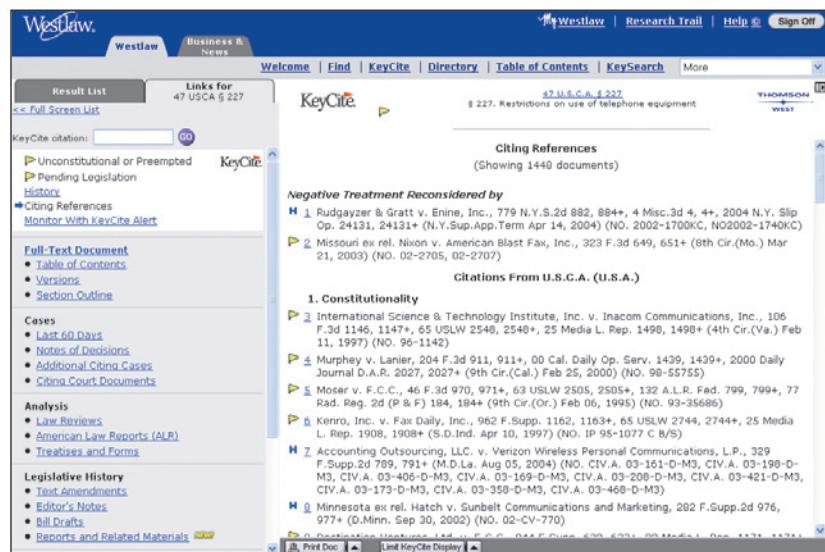 Westlaw.
My Westlaw | Research Trail | Help | Sign Off
Westlaw
Business &
News
Welcome | Find | KeyCite | Directory | Table of Contents | KeySearch
More
Result List
Links for
47 USCA § 227
<< Full Screen List
KeyCite citation:
GO
Unconstitutional or Preempted
KeyCite
Pending Legislation
History
Citing References
Monitor With KeyCite Alert
Full-Text Document
• Table of Contents
• Versions
• Section Outline
Cases
• Last 60 Days
• Notes of Decisions
• Additional Citing Cases
• Citing Court Documents
Analysis
• Law Reviews
• American Law Reports (ALR)
• Treatises and Forms
Legislative History
• Text Amendments
• Editor's Notes
• Bill Drafts
• Reports and Related Materials
KeyCite.
47 U.S.C.A. § 227
§ 227. Restrictions on use of telephone equipment
THOMSON
WEST
Citing References
(Showing 1448 documents)
Negative Treatment Reconsidered by
H 1 Rudgayzer & Gratt v. Enine, Inc., 779 N.Y.S.2d 882, 884+, 4 Misc.3d 4, 4+, 2004 N.Y. Slip
Op. 24131, 24131+ (N.Y.Sup.App.Term Apr 14, 2004) (NO. 2002-1700KC, NO2002-1740KC)
2 Missouri ex rel. Nixon v. American Blast Fax, Inc., 323 F.3d 649, 651+ (8th Cir.(Mo.) Mar
21, 2003) (NO. 02-2705, 02-2707)
Citations From U.S.C.A. (U.S.A.)
1. Constitutionality
3 International Science & Technology Institute, Inc. v. Inacom Communications, Inc., 106
F.3d 1146, 1147+, 65 USLW 2548, 2548+, 25 Media L. Rep. 1498, 1498+ (4th Cir.(Va.) Feb
11, 1997) (NO. 96-1142)
4 Murphey v. Lanier, 204 F.3d 911, 911+, 00 Cal. Daily Op. Serv. 1439, 1439+, 2000 Daily
Journal D.A.R. 2027, 2027+ (9th Cir.(Cal.) Feb 25, 2000) (NO. 98-55755)
5 Moser v. F.C.C., 46 F.3d 970, 971+, 63 USLW 2505, 2505+, 132 A.L.R. Fed. 799, 799+, 77
Rad. Reg. 2d (P & F) 184, 184+ (9th Cir.(Or.) Feb 06, 1995) (NO. 93-35686)
6 Kenro, Inc. v. Fax Daily, Inc., 962 F.Supp. 1162, 1163+, 65 USLW 2744, 2744+, 25 Media
L. Rep. 1908, 1908+ (S.D.Ind. Apr 10, 1997) (NO. IP 95-1077 C B/S)
H 7 Accounting Outsourcing, LLC. v. Verizon Wireless Personal Communications, L.P., 329
F.Supp.2d 789, 791+ (M.D.La. Aug 05, 2004) (NO. CIV.A. 03-161-D-M3, CIV.A. 03-198-D-
M3, CIV.A. 03-406-D-M3, CIV.A. 03-169-D-M3, CIV.A. 03-208-D-M3, CIV.A. 03-421-D-M3,
CIV.A. 03-173-D-M3, CIV.A. 03-358-D-M3, CIV.A. 03-468-D-M3)
H 8 Minnesota ex rel. Hatch v. Sunbelt Communications and Marketing, 282 F.Supp.2d 976,
977+ (D.Minn. Sep 30, 2002) (NO. 02-CV-770)
Print Doc
Limit KeyCite Display